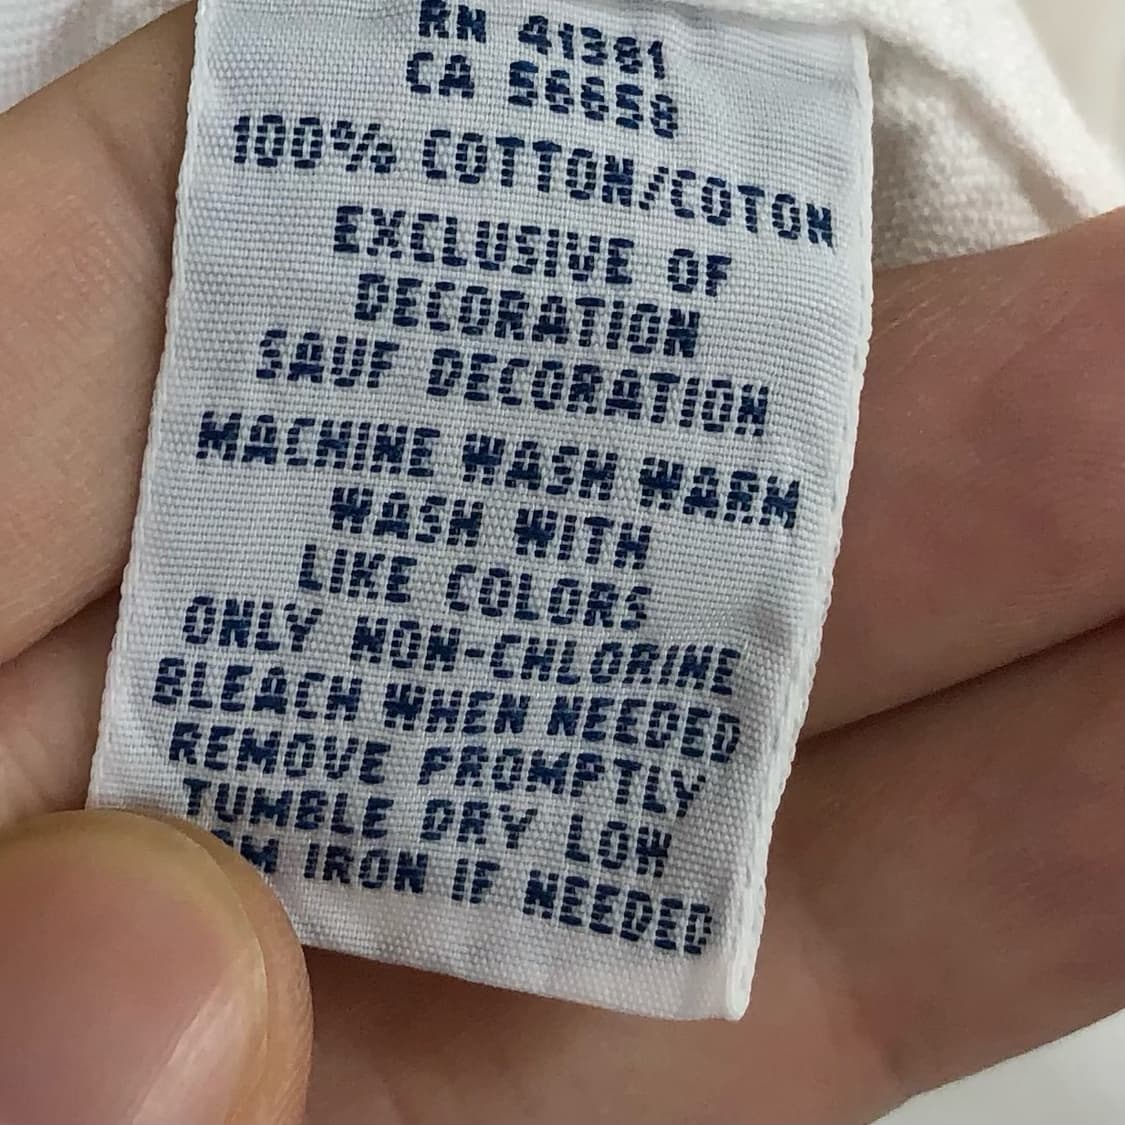 RN 41381
CA 56658
100% COTTON/COTON
EXCLUSIVE OF
DECORATION
SAUF DECORATION
MACHINE WASH WARM
WASH WITH
LIKE COLORS
ONLY NON-CHLORINE
BLEACH WHEN NEEDED
REMOVE PROMPTLY
TUMBLE DRY LOW
IRON IF NEEDED